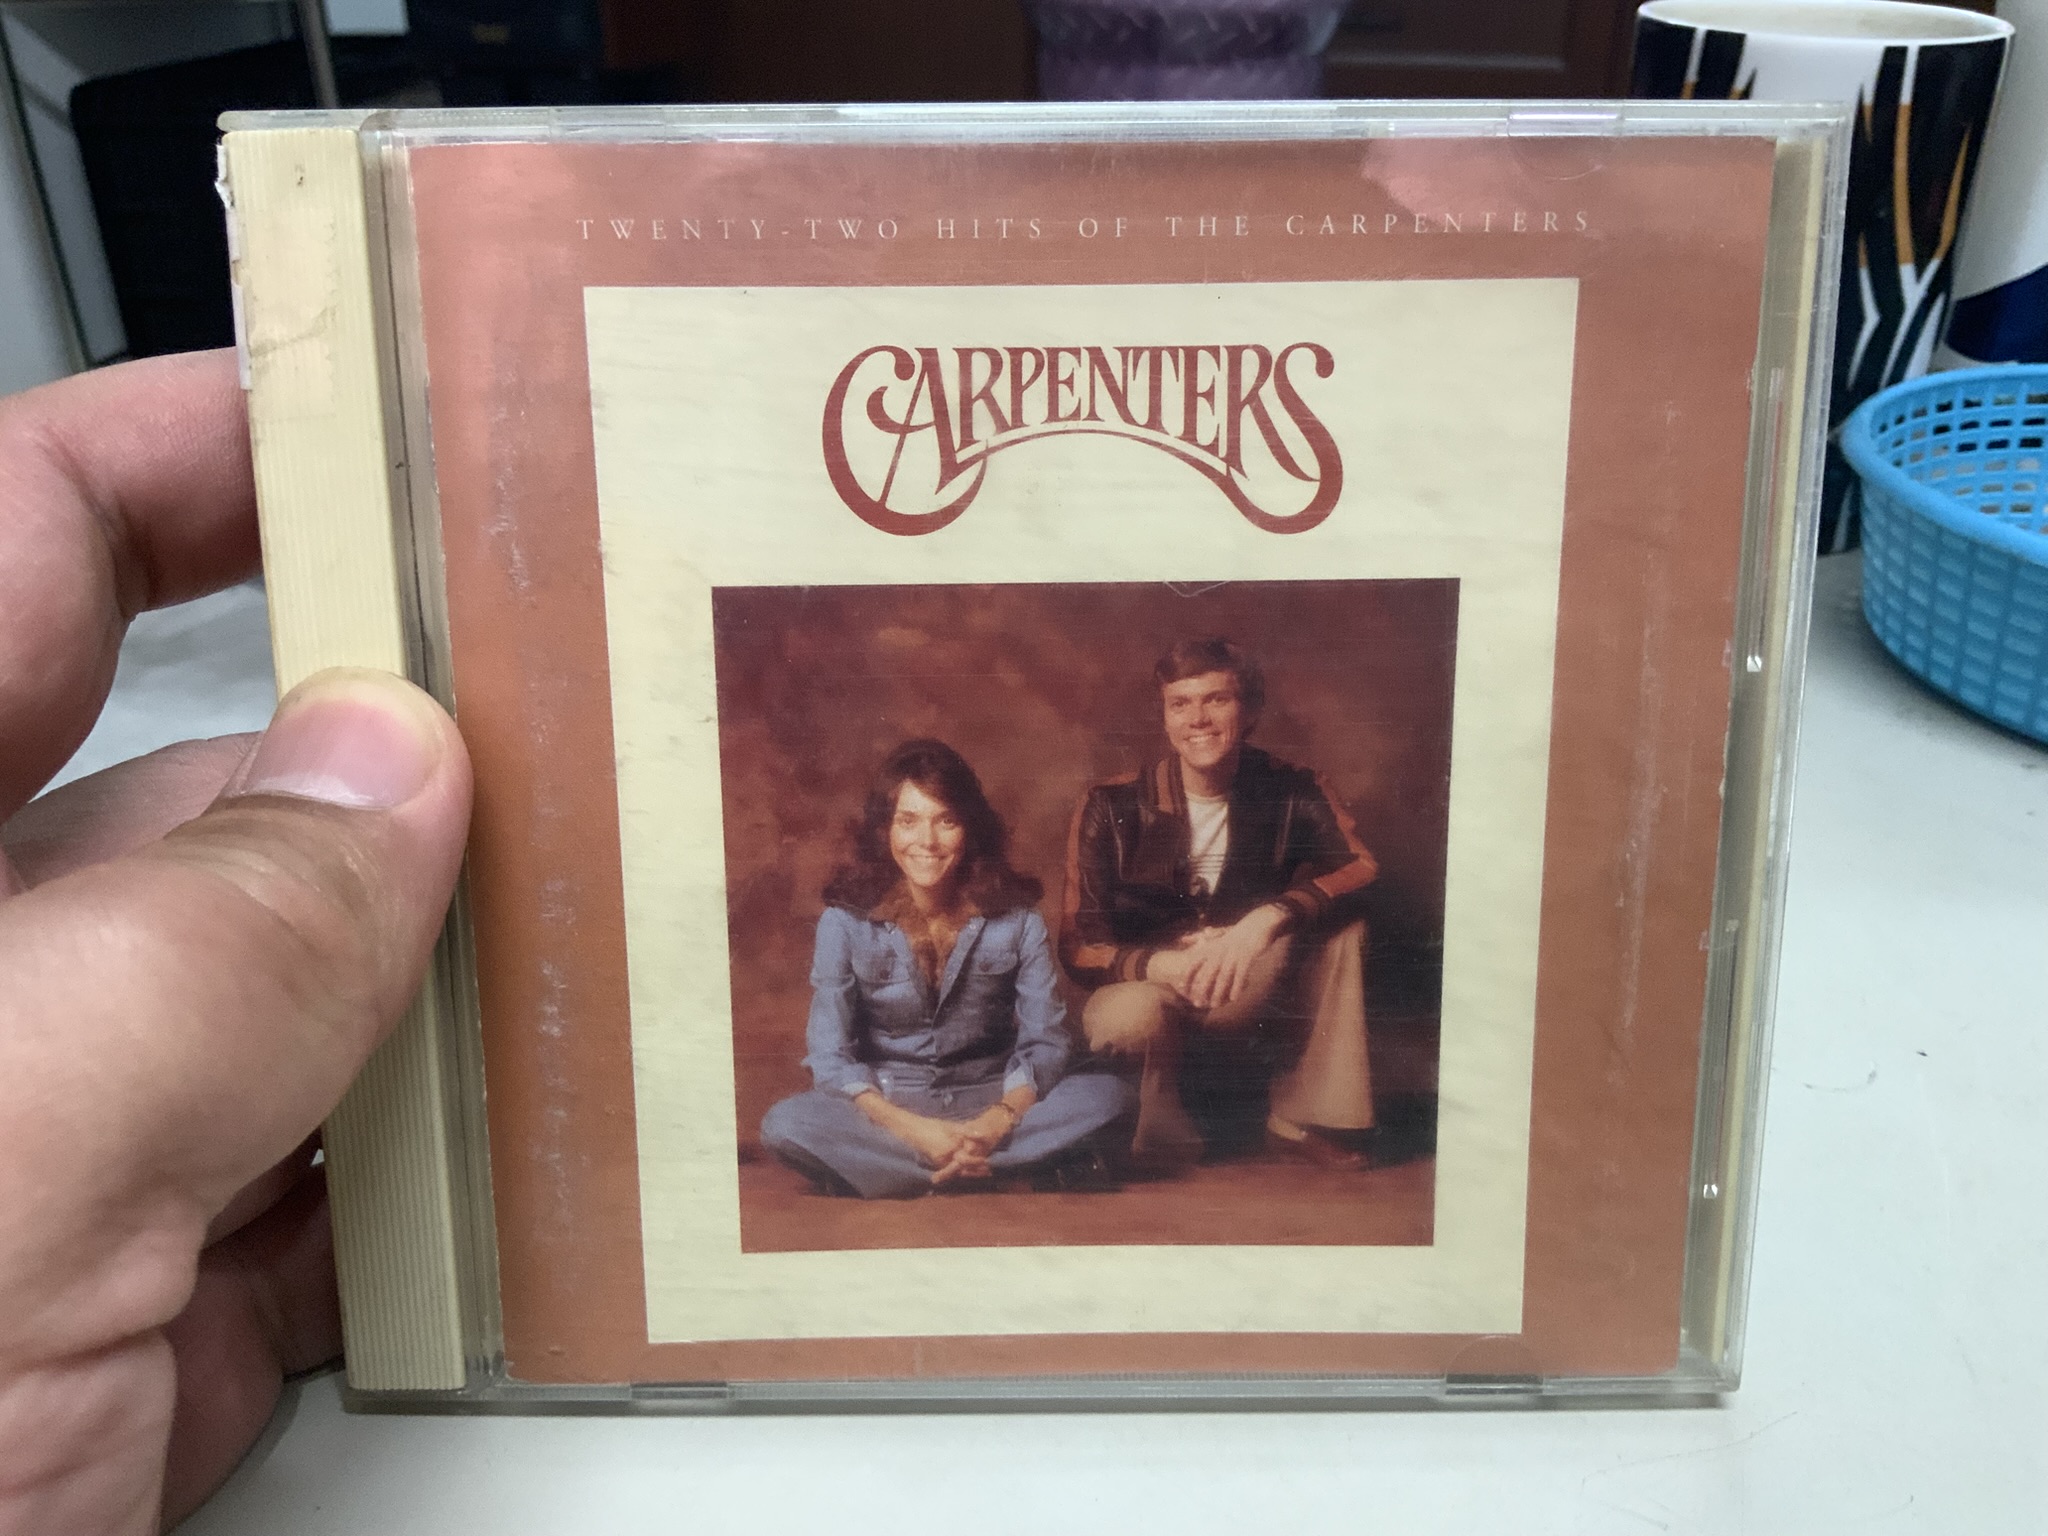 TWENTY-TWO HITS OF THE CARPENTERS
CARPENTERS